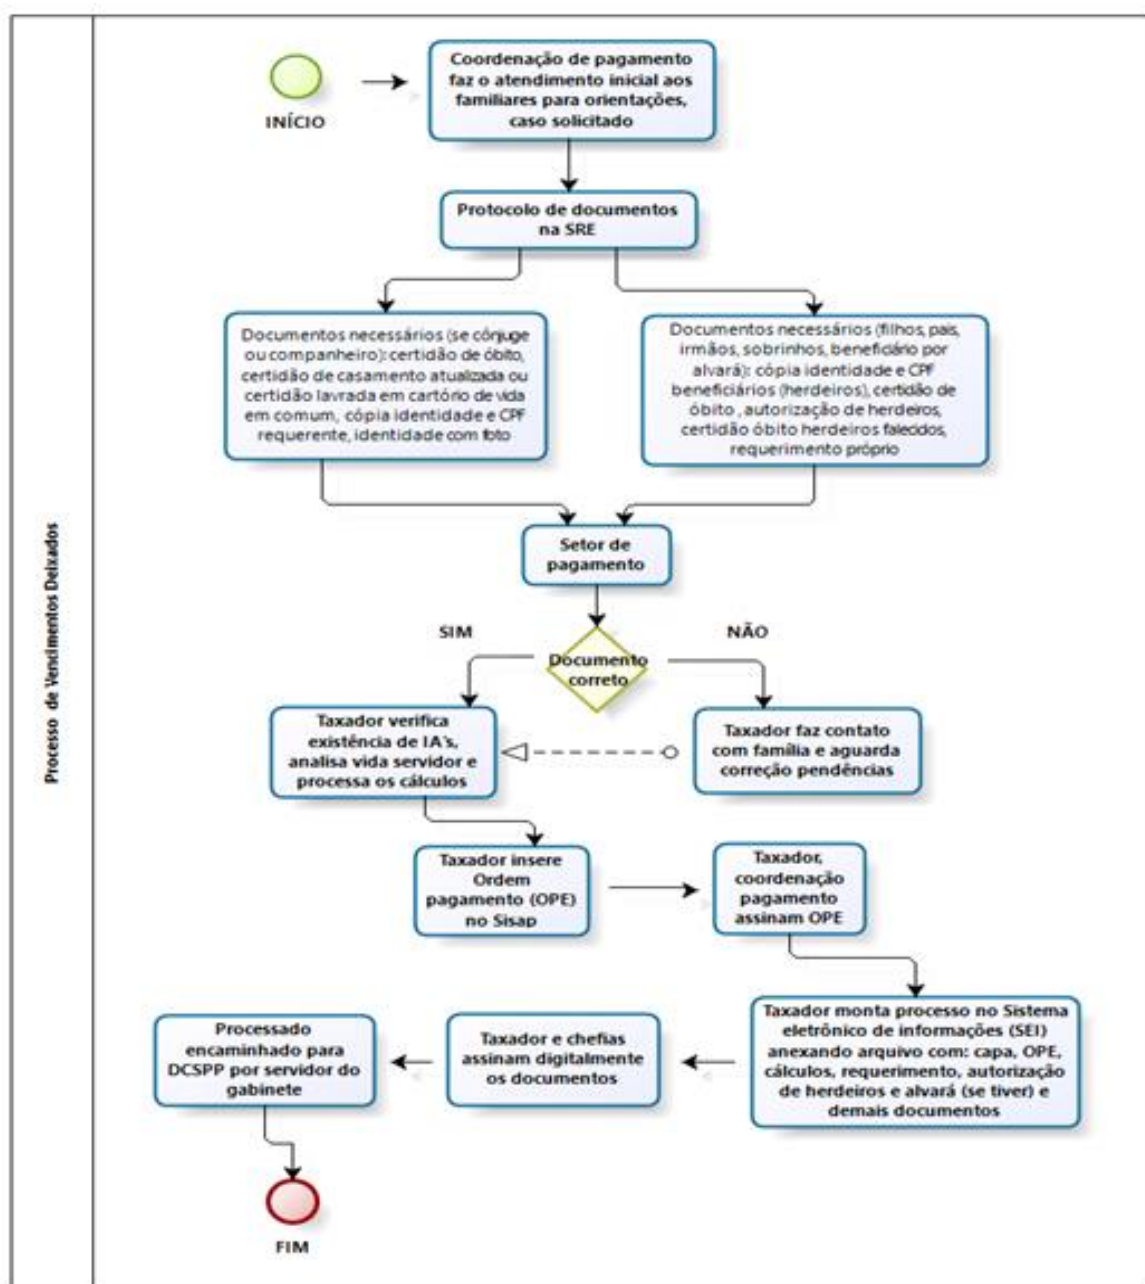 Processo de Vencimentos Deixados
INÍCIO
Coordenação de pagamento
faz o atendimento inicial aos
familiares para orientações,
caso solicitado
Protocolo de documentos
na SRE
Documentos necessários (se cônjuge
ou companheiro): certidão de óbito,
certidão de casamento atualizada ou
certidão lavrada em cartório de vida
em comum, cópia identidade e CPF
requerente, identidade com foto
Documentos necessários (filhos, pais,
irmãos, sobrinhos, beneficiário por
alvará): cópia identidade e CPF
beneficiários (herdeiros), certidão de
óbito , autorização de herdeiros,
certidão óbito herdeiros falecidos,
requerimento próprio
Setor de
pagamento
SIM
NÃO
Documento
correto
Taxador verifica
existência de IA's,
analisa vida servidor e
processa os cálculos
Taxador faz contato
com família e aguarda
correção pendências
Taxador insere
Ordem
pagamento (OPE)
no Sisap
Taxador,
coordenação
pagamento
assinam OPE
Taxador monta processo no Sistema
eletrônico de informações (SEI)
anexando arquivo com: capa, OPE,
cálculos, requerimento, autorização
de herdeiros e alvará (se tiver) e
demais documentos
Taxador e chefias
assinam digitalmente
os documentos
Processado
encaminhado para
DCSPP por servidor do
gabinete
FIM